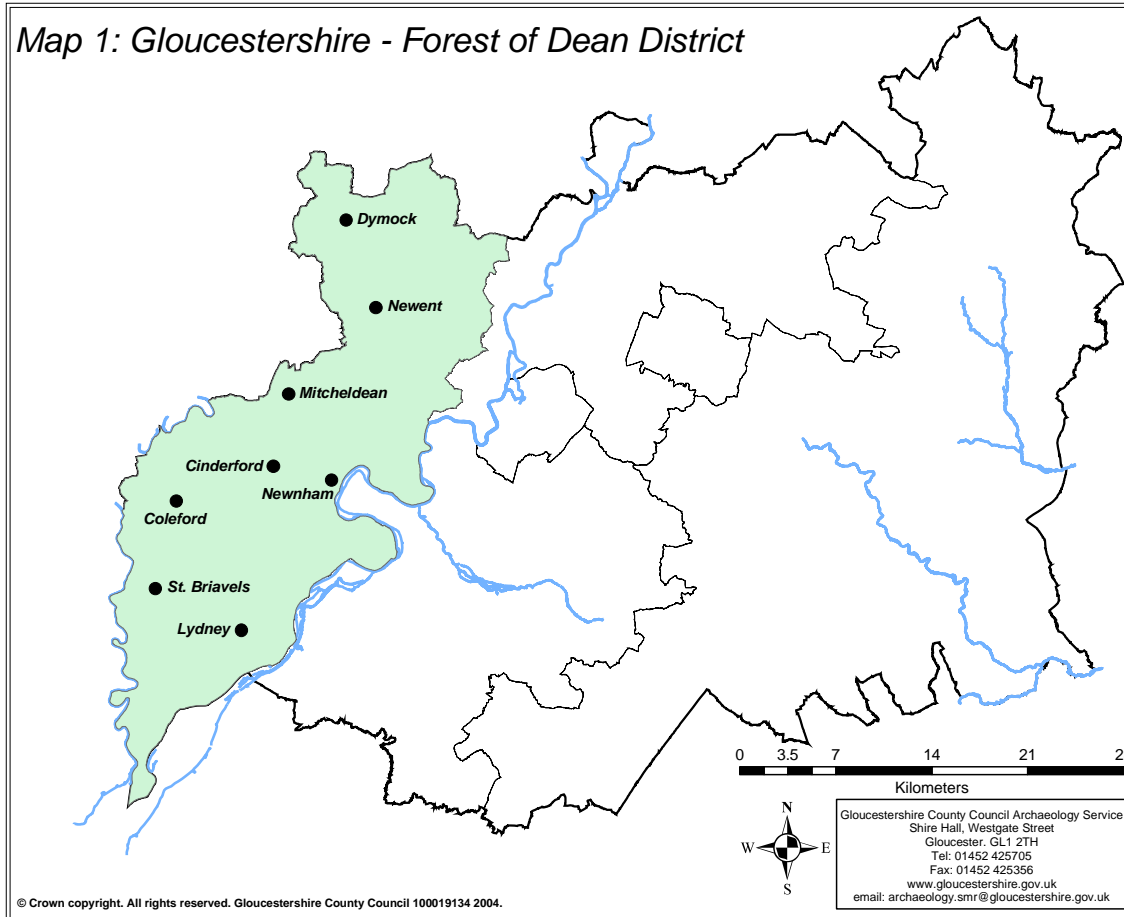 Map 1: Gloucestershire - Forest of Dean District
Dymock
Newent
Mitcheldean
Cinderford
Newnham
Coleford
St. Briavels
Lydney
0 3.5 7 14 21
Kilometers
N
W E
S
Gloucestershire County Council Archaeology Service
Shire Hall, Westgate Street
Gloucester. GL1 2TH
Tel: 01452 425705
Fax: 01452 425356
www.gloucestershire.gov.uk
email: archaeology.smr@gloucestershire.gov.uk
© Crown copyright. All rights reserved. Gloucestershire County Council 100019134 2004.